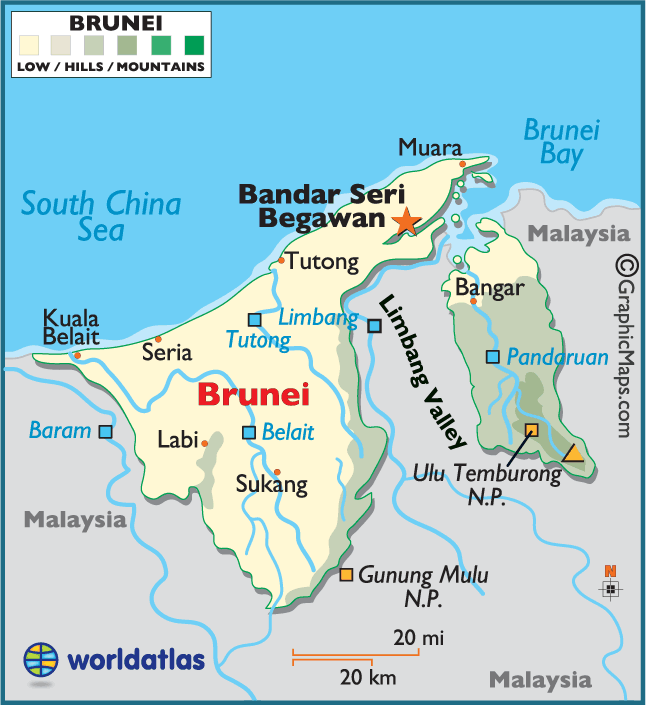 BRUNEI
LOW / HILLS / MOUNTAINS
Brunei
Bay
Muara
South China
Sea
Bandar Seri
Begawan
Malaysia
Tutong
Bangar
Kuala
Belait
Seria
Tutong
Limbang
Limbang Valley
Pandaruan
© GraphicMaps.com
Brunei
Baram
Labi
Belait
Sukang
Ulu Temburong
N.P.
Malaysia
Gunung Mulu
N.P.
N
20 mi
20 km
worldatlas
Malaysia